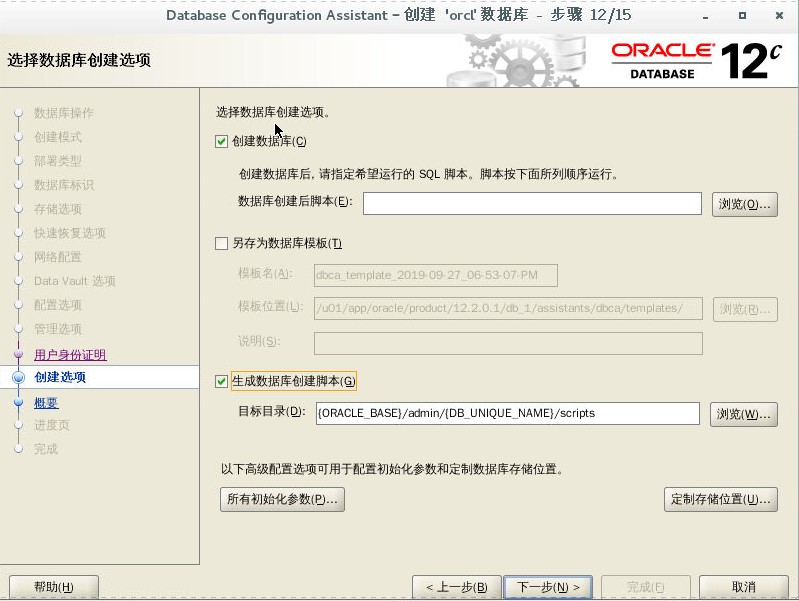 Database Configuration Assistant – 创建 'orcl' 数据库 - 步骤 12/15
选择数据库创建选项
ORACLE
DATABASE
12c
数据库操作
创建模式
部署类型
数据库标识
存储选项
快速恢复选项
网络配置
Data Vault 选项
配置选项
管理选项
用户身份证明
创建选项
概要
进度页
完成
选择数据库创建选项。
创建数据库(C)
创建数据库后, 请指定希望运行的 SQL 脚本。脚本按下面所列顺序运行。
数据库创建后脚本(E):
浏览(O)...
另存为数据库模板(T)
模板名(A):
dbca_template_2019-09-27_06-53-07-PM
模板位置(L):
/u01/app/oracle/product/12.2.0.1/db_1/assistants/dbca/templates/
浏览(R)...
说明(S):
生成数据库创建脚本(G)
目标目录(D):
{ORACLE_BASE}/admin/{DB_UNIQUE_NAME}/scripts
浏览(W)...
以下高级配置选项可用于配置初始化参数和定制数据库存储位置。
所有初始化参数(P)...
定制存储位置(U)...
帮助(H)
< 上一步(B)
下一步(N) >
完成(F)
取消